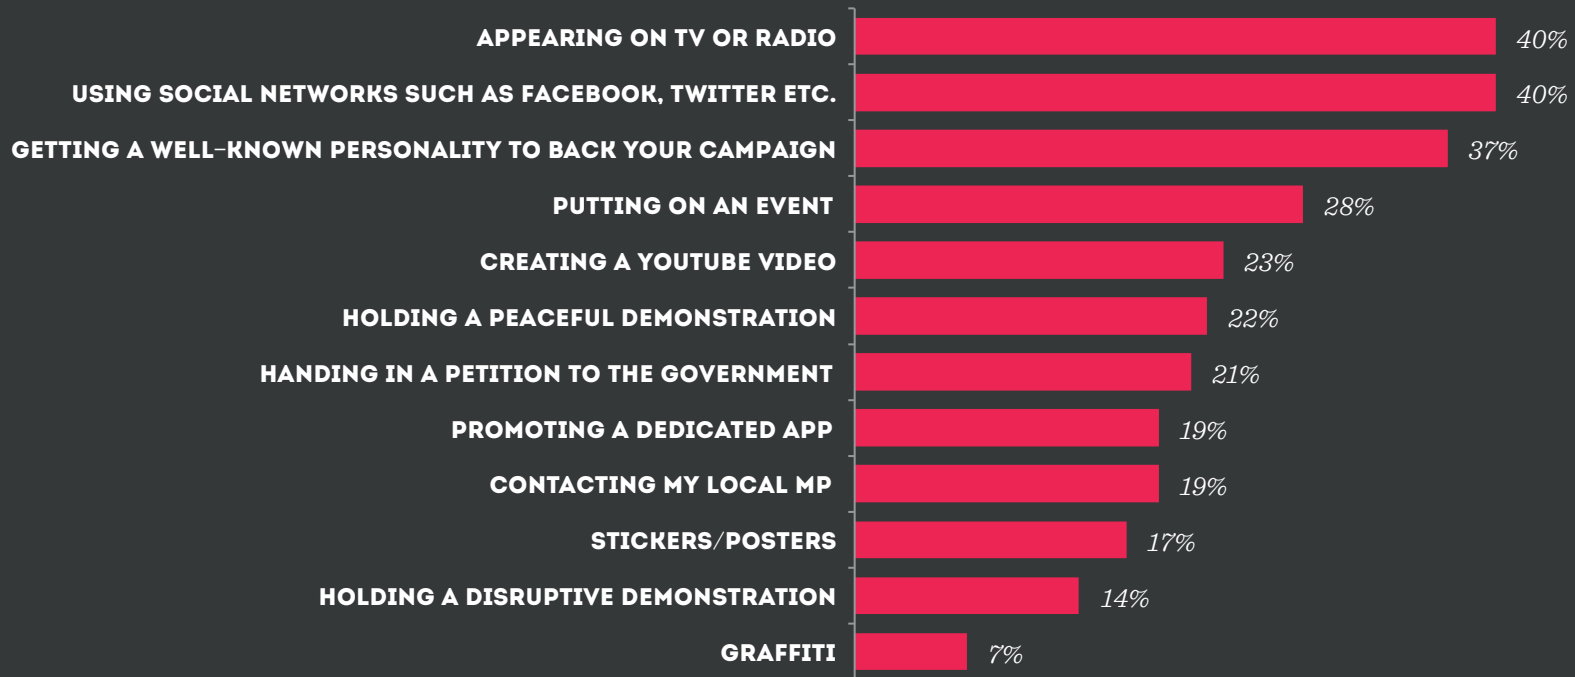 APPEARING ON TV OR RADIO 40%
USING SOCIAL NETWORKS SUCH AS FACEBOOK, TWITTER ETC. 40%
GETTING A WELL-KNOWN PERSONALITY TO BACK YOUR CAMPAIGN 37%
PUTTING ON AN EVENT 28%
CREATING A YOUTUBE VIDEO 23%
HOLDING A PEACEFUL DEMONSTRATION 22%
HANDING IN A PETITION TO THE GOVERNMENT 21%
PROMOTING A DEDICATED APP 19%
CONTACTING MY LOCAL MP 19%
STICKERS/POSTERS 17%
HOLDING A DISRUPTIVE DEMONSTRATION 14%
GRAFFITI 7%